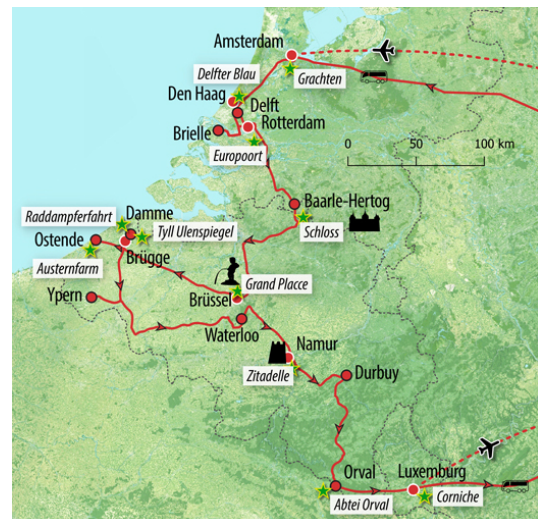 Amsterdam
Delfter Blau
Grachten
Den Haag
Delft
Rotterdam
Brielle
Europoort
0 50 100 km
Baarle-Hertog
Schloss
Raddampferfahrt
Damme
Tyll Ulenspiegel
Ostende
Brügge
Austernfarm
Grand Placce
Ypern
Brüssel
Waterloo
Namur
Zitadelle
Durbuy
Orval
Luxemburg
Abtei Orval
Corniche